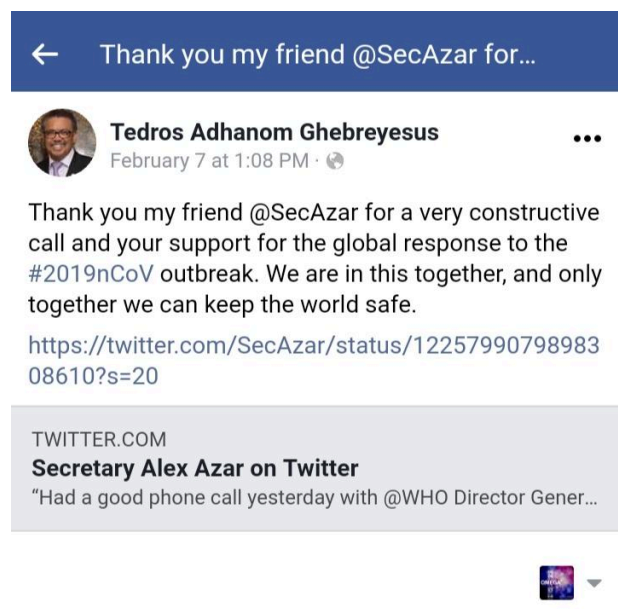 Thank you my friend @SecAzar for...
Tedros Adhanom Ghebreyesus
February 7 at 1:08 PM ·
Thank you my friend @SecAzar for a very constructive
call and your support for the global response to the
#2019nCoV outbreak. We are in this together, and only
together we can keep the world safe.
https://twitter.com/SecAzar/status/12257990798983
08610?s=20
TWITTER.COM
Secretary Alex Azar on Twitter
“Had a good phone call yesterday with @WHO Director Gener...